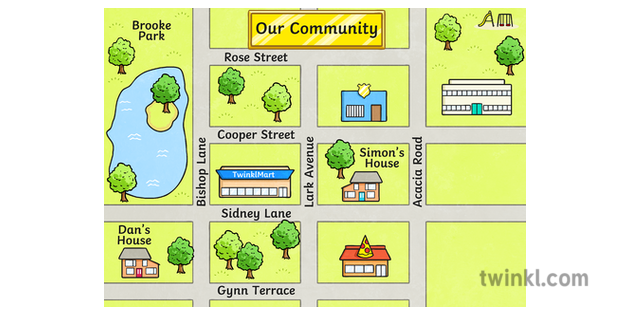 Our Community
Brooke
Park
Rose Street
Cooper Street
Bishop Lane
Lark Avenue
Acacia Road
Simon's
House
TwinklMart
Sidney Lane
Dan's
House
Gynn Terrace
twinkl.com